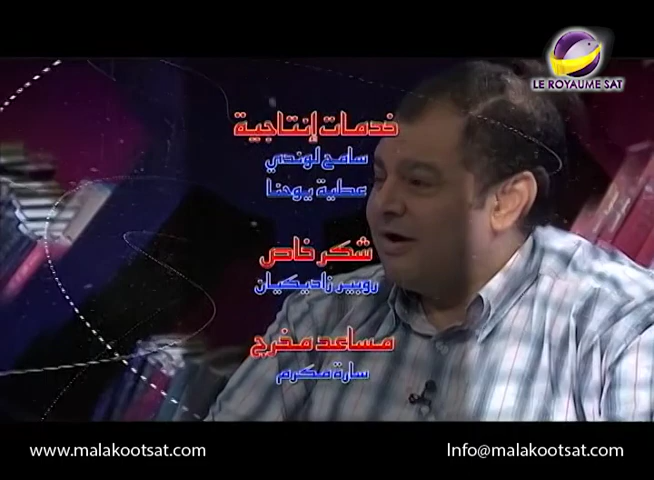 LE ROYAUME SAT
خدمات إنتاجية
سامح لوندي
عطية يوحنا
شكر خاص
روبير زاديكيان
مساعد مخرج
سارة مكرم
www.malakootsat.com
Info@malakootsat.com